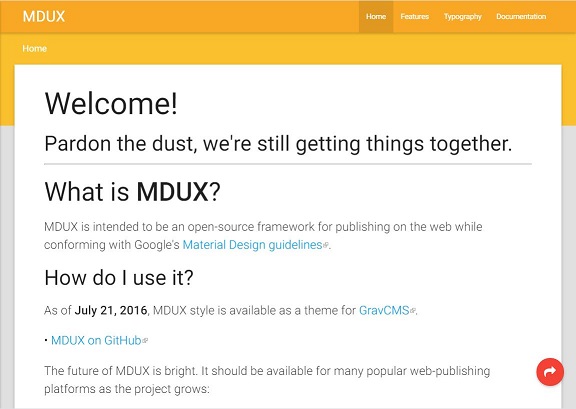 MDUX
Home Features Typography Documentation
Home
Welcome!
Pardon the dust, we're still getting things together.
What is MDUX?
MDUX is intended to be an open-source framework for publishing on the web while
conforming with Google's Material Design guidelines.
How do I use it?
As of July 21, 2016, MDUX style is available as a theme for GravCMS.
• MDUX on GitHub
The future of MDUX is bright. It should be available for many popular web-publishing
platforms as the project grows: